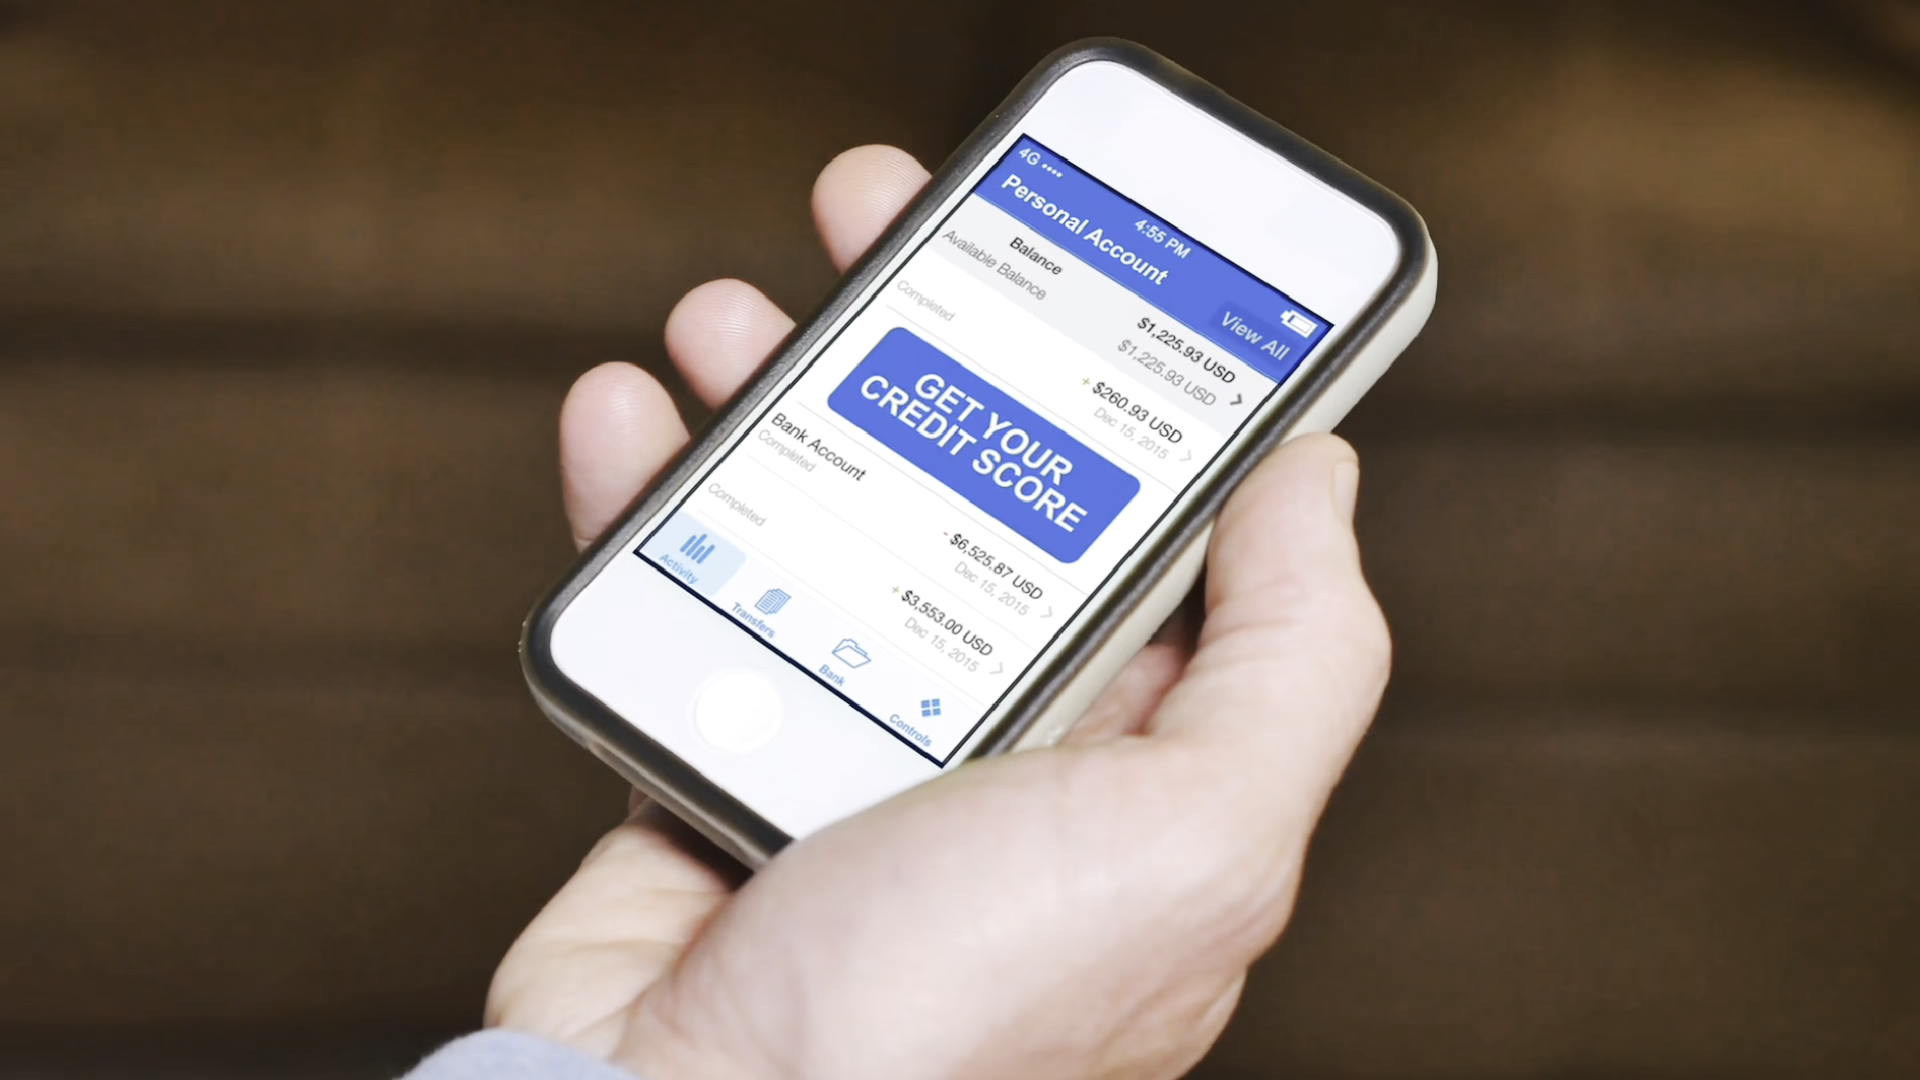 4G
4:55 PM
Personal Account
View All
Balance
$1,225.93 USD
Available Balance
$1,225.93 USD
Completed
+ $260.93 USD
Dec 15, 2015
GET YOUR
CREDIT SCORE
Bank Account
Completed
- $6,525.87 USD
Dec 15, 2015
Completed
+ $3,553.00 USD
Dec 15, 2015
Activity
Transfers
Bank
Controls